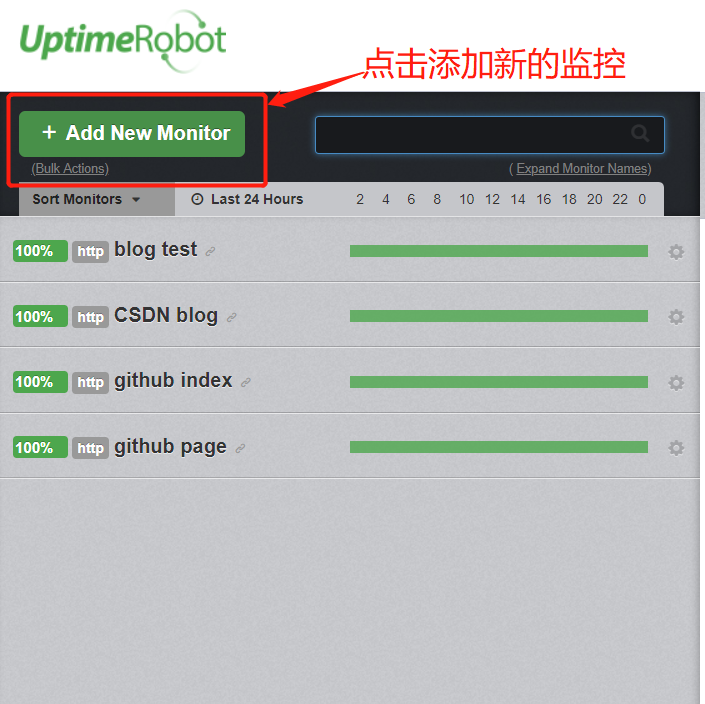 UptimeRobot
点击添加新的监控
+ Add New Monitor
(Bulk Actions)
( Expand Monitor Names)
Sort Monitors
Last 24 Hours
2 4 6 8 10 12 14 16 18 20 22 0
100% http blog test
100% http CSDN blog
100% http github index
100% http github page